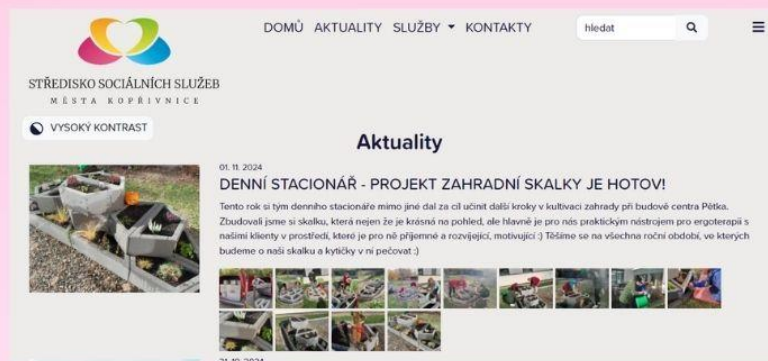 DOMŮ AKTUALITY SLUŽBY KONTAKTY
hledat
STŘEDISKO SOCIÁLNÍCH SLUŽEB
MĚSTA KOPŘIVNICE
VYSOKÝ KONTRAST
Aktuality
01. 11. 2024
DENNÍ STACIONÁŘ - PROJEKT ZAHRADNÍ SKALKY JE HOTOV!
Tento rok si tým denního stacionáře mimo jiné dal za cíl učinit další kroky v kultivaci zahrady při budově centra Pětka.
Zbudovali jsme si skalku, která nejen že je krásná na pohled, ale hlavně je pro nás praktickým nástrojem pro ergoterapii s
našimi klienty v prostředí, které je pro ně příjemné a rozvíjející, motivující :) Těšíme se na všechna roční období, ve kterých
budeme o naši skalku a kytičky v ní pečovat :)